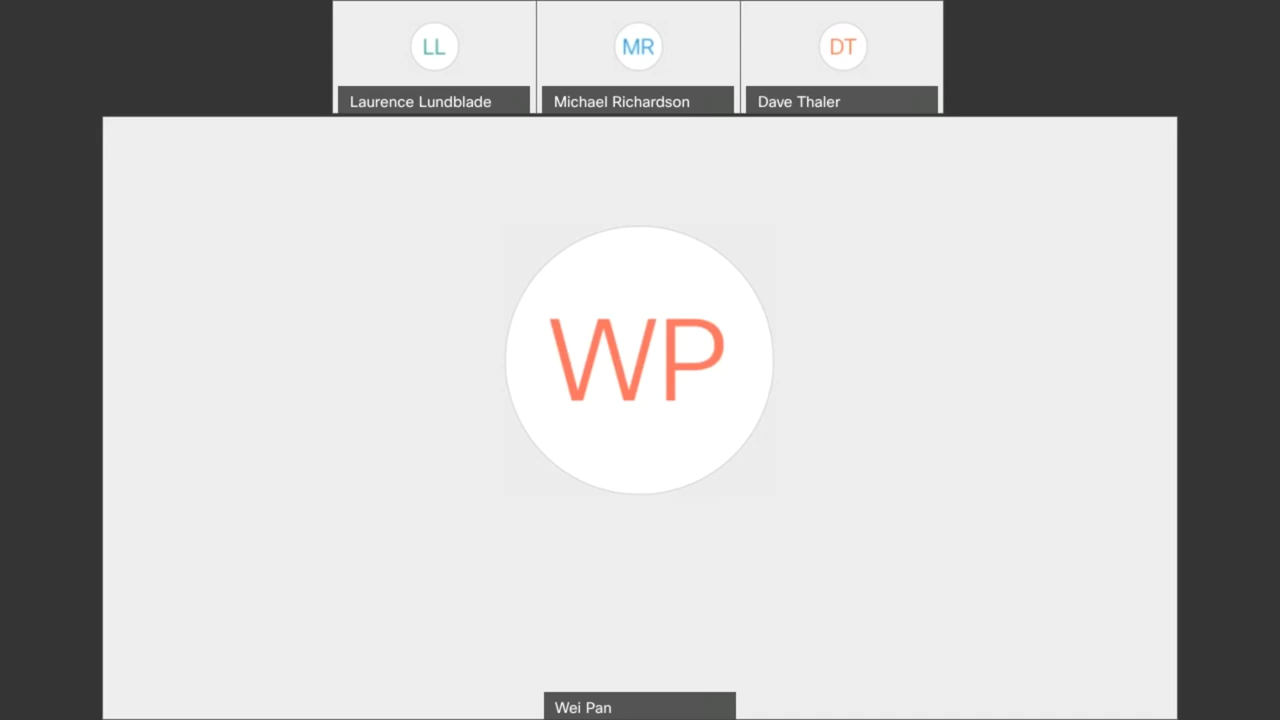 LL
MR
DT
Laurence Lundblade
Michael Richardson
Dave Thaler
WP
Wei Pan